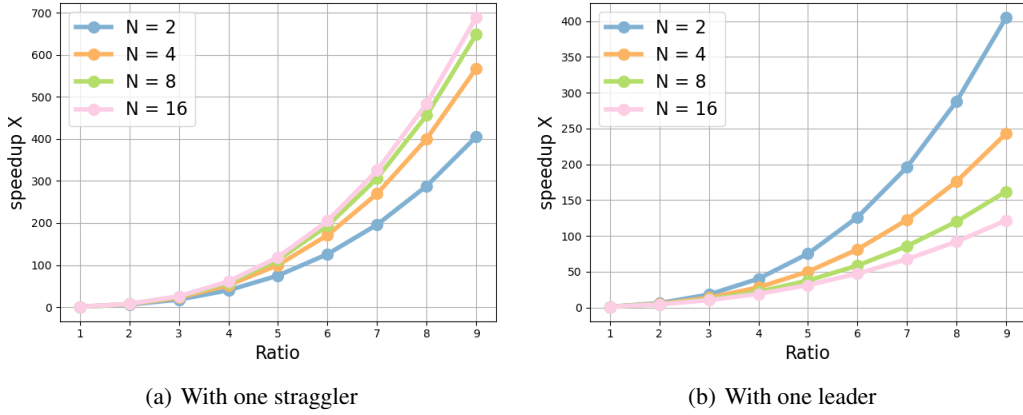 700
600
500
400
300
200
100
0
speedup X
N = 2
N = 4
N = 8
N = 16
1 2 3 4 5 6 7 8 9
Ratio
(a) With one straggler
400
350
300
250
200
150
100
50
0
speedup X
N = 2
N = 4
N = 8
N = 16
1 2 3 4 5 6 7 8 9
Ratio
(b) With one leader